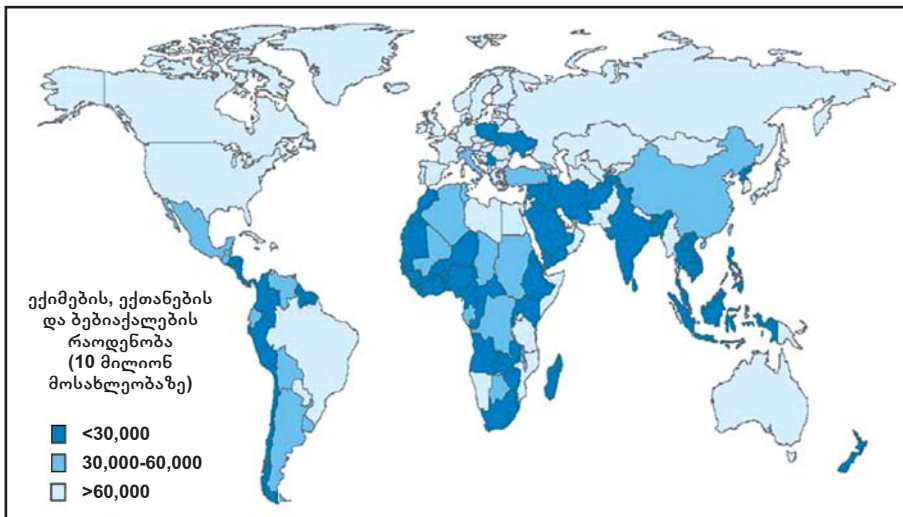 ექიმების, ექთანების
და ბებიაქალების
რაოდენობა
(10 მილიონ
მოსახლეობაზე)
<30,000
30,000-60,000
>60,000